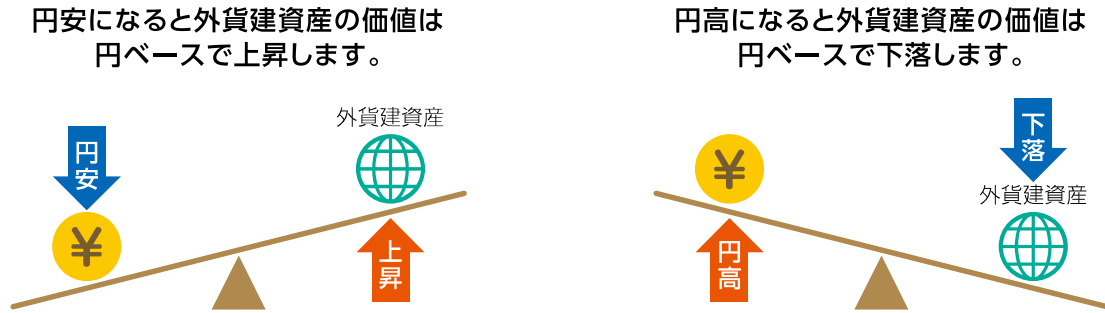 円安になると外貨建資産の価値は
円ベースで上昇します。
外貨建資産
円安
¥
上昇
円高になると外貨建資産の価値は
円ベースで下落します。
下落
¥
外貨建資産
円高